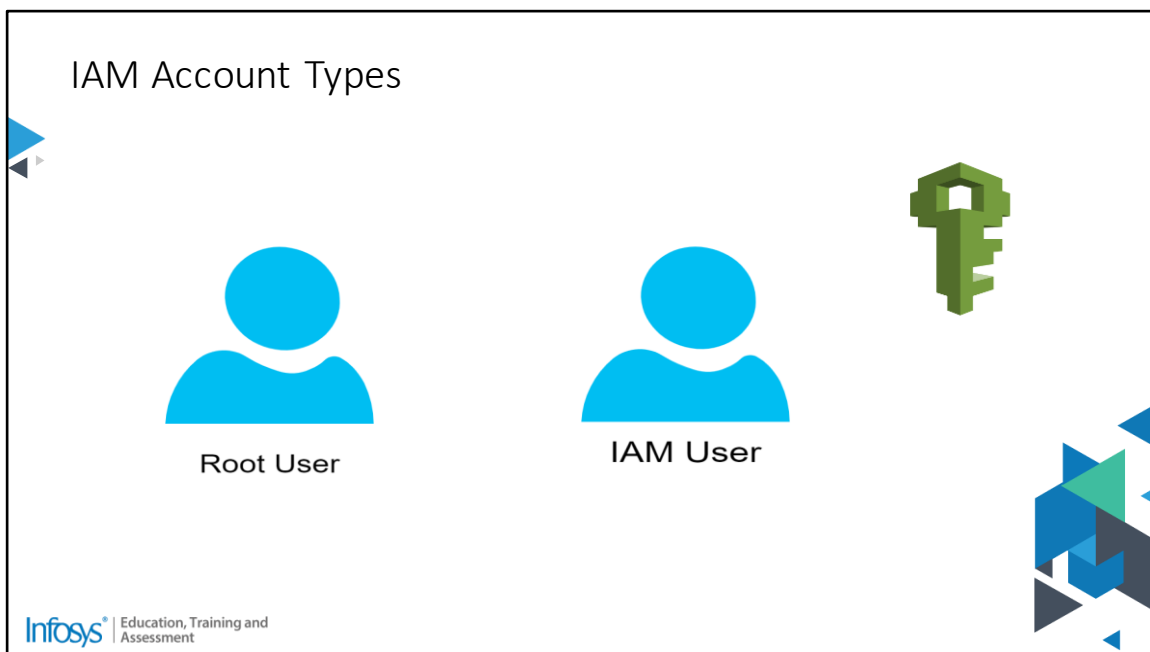 IAM Account Types
Root User
IAM User
Infosys® | Education, Training and
Assessment